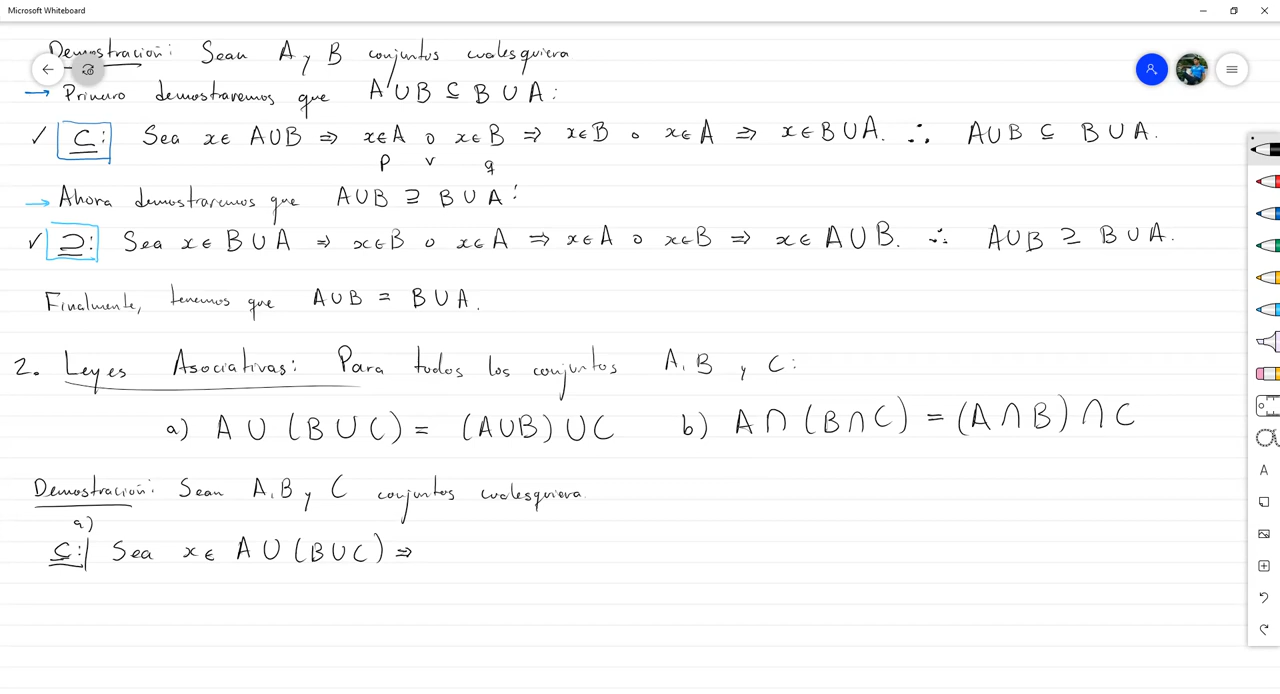 Microsoft Whiteboard
Demostración: Sean A y B conjuntos cualesquiera
→ Primero demostraremos que A ∪ B ⊆ B ∪ A:
✓ ⊆: Sea x ∈ A ∪ B ⇒ x ∈ A o x ∈ B ⇒ x ∈ B o x ∈ A ⇒ x ∈ B ∪ A. ∴ A ∪ B ⊆ B ∪ A.
p v q
→ Ahora demostraremos que A ∪ B ⊇ B ∪ A:
✓ ⊇: Sea x ∈ B ∪ A ⇒ x ∈ B o x ∈ A ⇒ x ∈ A o x ∈ B ⇒ x ∈ A ∪ B. ∴ A ∪ B ⊇ B ∪ A.
Finalmente, tenemos que A ∪ B = B ∪ A.
2. Leyes Asociativas: Para todos los conjuntos A, B y C:
a) A ∪ (B ∪ C) = (A ∪ B) ∪ C b) A ∩ (B ∩ C) = (A ∩ B) ∩ C
Demostración: Sean A, B y C conjuntos cualesquiera.
a)
⊆: Sea x ∈ A ∪ (B ∪ C) ⇒
A